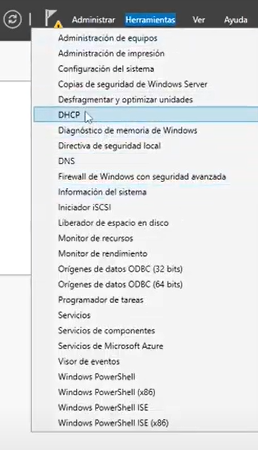 Administrar Herramientas Ver Ayuda
Administración de equipos
Administración de impresión
Configuración del sistema
Copias de seguridad de Windows Server
Desfragmentar y optimizar unidades
DHCP
Diagnóstico de memoria de Windows
Directiva de seguridad local
DNS
Firewall de Windows con seguridad avanzada
Información del sistema
Iniciador iSCSI
Liberador de espacio en disco
Monitor de recursos
Monitor de rendimiento
Orígenes de datos ODBC (32 bits)
Orígenes de datos ODBC (64 bits)
Programador de tareas
Servicios
Servicios de componentes
Servicios de Microsoft Azure
Visor de eventos
Windows PowerShell
Windows PowerShell (x86)
Windows PowerShell ISE
Windows PowerShell ISE (x86)